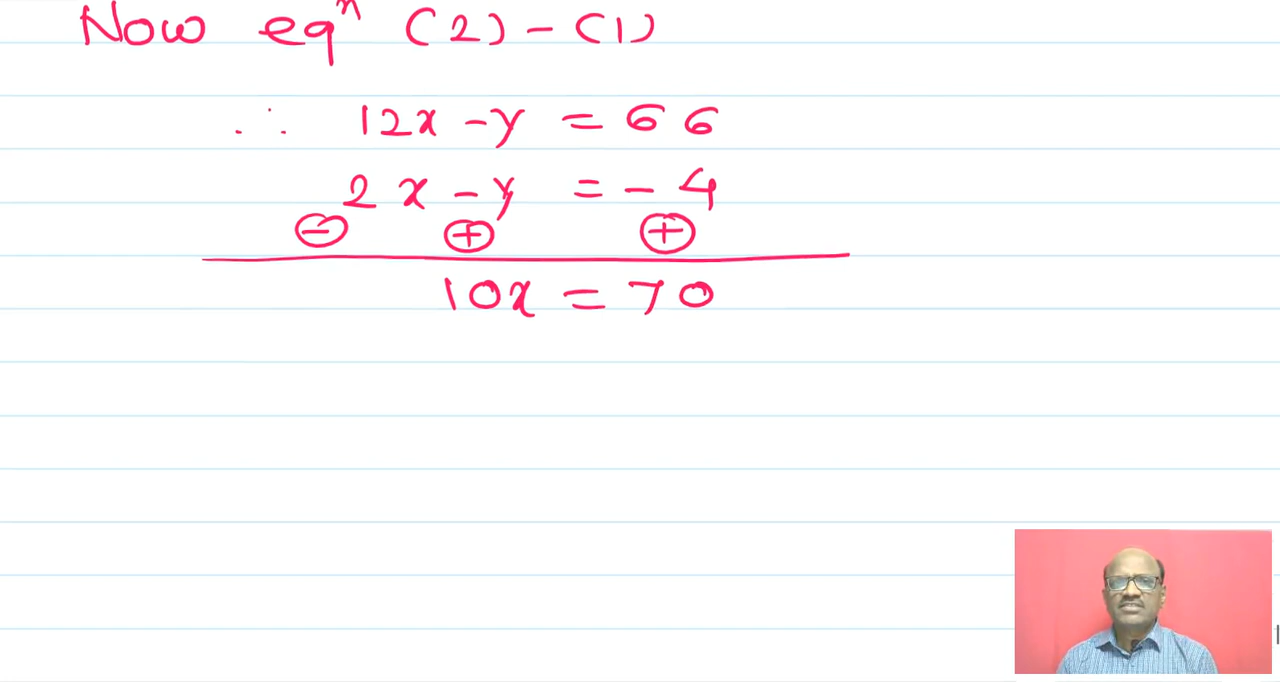 Now eqⁿ (2) - (1)
∴ 12x - y = 66
2x - y = - 4
⊖ ⊕ ⊕
10x = 70